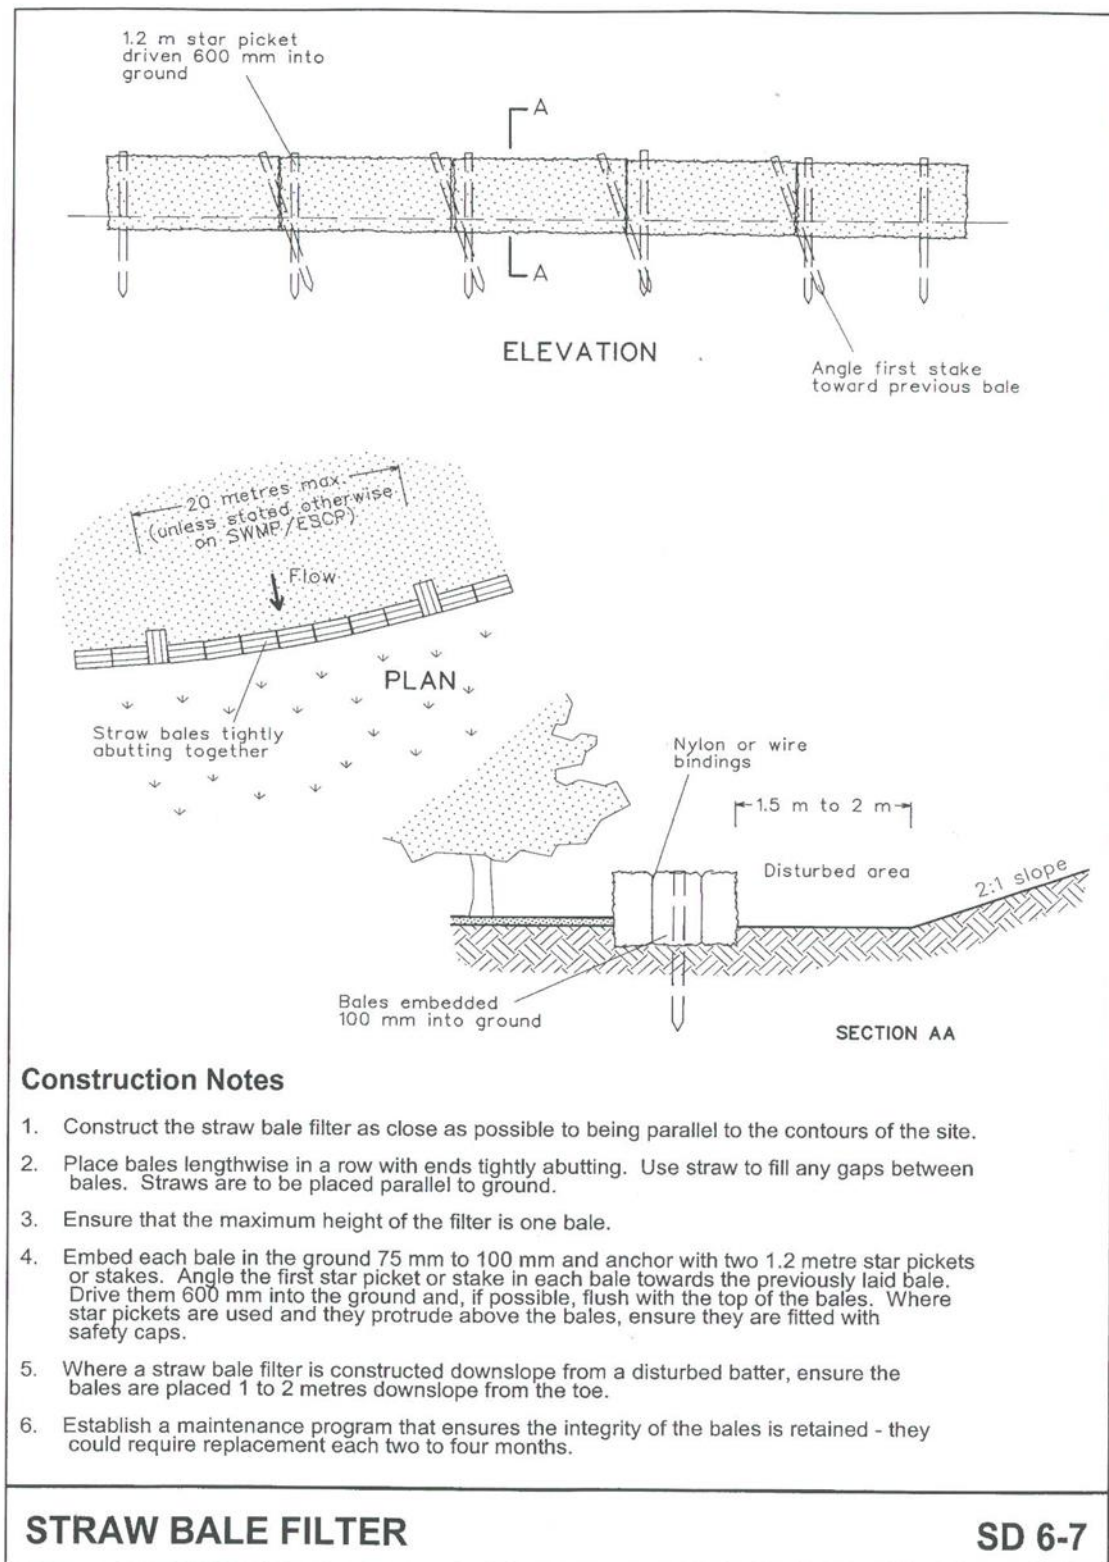 1.2 m star picket
driven 600 mm into
ground
A
A
ELEVATION
Angle first stake
toward previous bale
20 metres max.
(unless stated otherwise
on SWMP/ESCP)
Flow
PLAN
Straw bales tightly
abutting together
Nylon or wire
bindings
1.5 m to 2 m
Disturbed area
2:1 slope
Bales embedded
100 mm into ground
SECTION AA
Construction Notes
1. Construct the straw bale filter as close as possible to being parallel to the contours of the site.
2. Place bales lengthwise in a row with ends tightly abutting. Use straw to fill any gaps between
bales. Straws are to be placed parallel to ground.
3. Ensure that the maximum height of the filter is one bale.
4. Embed each bale in the ground 75 mm to 100 mm and anchor with two 1.2 metre star pickets
or stakes. Angle the first star picket or stake in each bale towards the previously laid bale.
Drive them 600 mm into the ground and, if possible, flush with the top of the bales. Where
star pickets are used and they protrude above the bales, ensure they are fitted with
safety caps.
5. Where a straw bale filter is constructed downslope from a disturbed batter, ensure the
bales are placed 1 to 2 metres downslope from the toe.
6. Establish a maintenance program that ensures the integrity of the bales is retained - they
could require replacement each two to four months.
STRAW BALE FILTER
SD 6-7